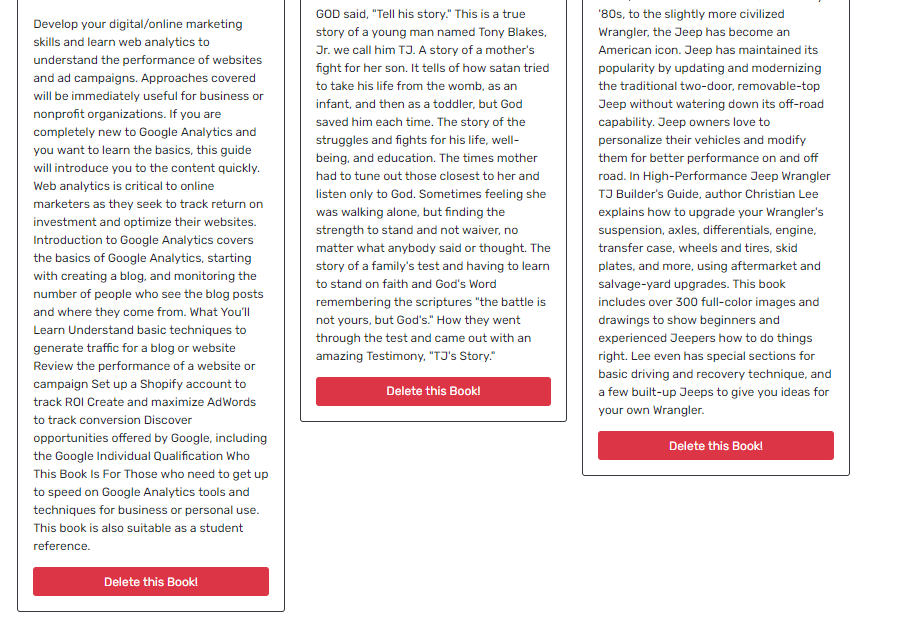 Develop your digital/online marketing
skills and learn web analytics to
understand the performance of websites
and ad campaigns. Approaches covered
will be immediately useful for business or
nonprofit organizations. If you are
completely new to Google Analytics and
you want to learn the basics, this guide
will introduce you to the content quickly.
Web analytics is critical to online
marketers as they seek to track return on
investment and optimize their websites.
Introduction to Google Analytics covers
the basics of Google Analytics, starting
with creating a blog, and monitoring the
number of people who see the blog posts
and where they come from. What You'll
Learn Understand basic techniques to
generate traffic for a blog or website
Review the performance of a website or
campaign Set up a Shopify account to
track ROI Create and maximize AdWords
to track conversion Discover
opportunities offered by Google, including
the Google Individual Qualification Who
This Book Is For Those who need to get up
to speed on Google Analytics tools and
techniques for business or personal use.
This book is also suitable as a student
reference.
Delete this Book!
GOD said, "Tell his story." This is a true
story of a young man named Tony Blakes,
Jr. we call him TJ. A story of a mother's
fight for her son. It tells of how satan tried
to take his life from the womb, as an
infant, and then as a toddler, but God
saved him each time. The story of the
struggles and fights for his life, well-
being, and education. The times mother
had to tune out those closest to her and
listen only to God. Sometimes feeling she
was walking alone, but finding the
strength to stand and not waiver, no
matter what anybody said or thought. The
story of a family's test and having to learn
to stand on faith and God's Word
remembering the scriptures "the battle is
not yours, but God's." How they went
through the test and came out with an
amazing Testimony, "TJ's Story."
Delete this Book!
'80s, to the slightly more civilized
Wrangler, the Jeep has become an
American icon. Jeep has maintained its
popularity by updating and modernizing
the traditional two-door, removable-top
Jeep without watering down its off-road
capability. Jeep owners love to
personalize their vehicles and modify
them for better performance on and off
road. In High-Performance Jeep Wrangler
TJ Builder's Guide, author Christian Lee
explains how to upgrade your Wrangler's
suspension, axles, differentials, engine,
transfer case, wheels and tires, skid
plates, and more, using aftermarket and
salvage-yard upgrades. This book
includes over 300 full-color images and
drawings to show beginners and
experienced Jeepers how to do things
right. Lee even has special sections for
basic driving and recovery technique, and
a few built-up Jeeps to give you ideas for
your own Wrangler.
Delete this Book!